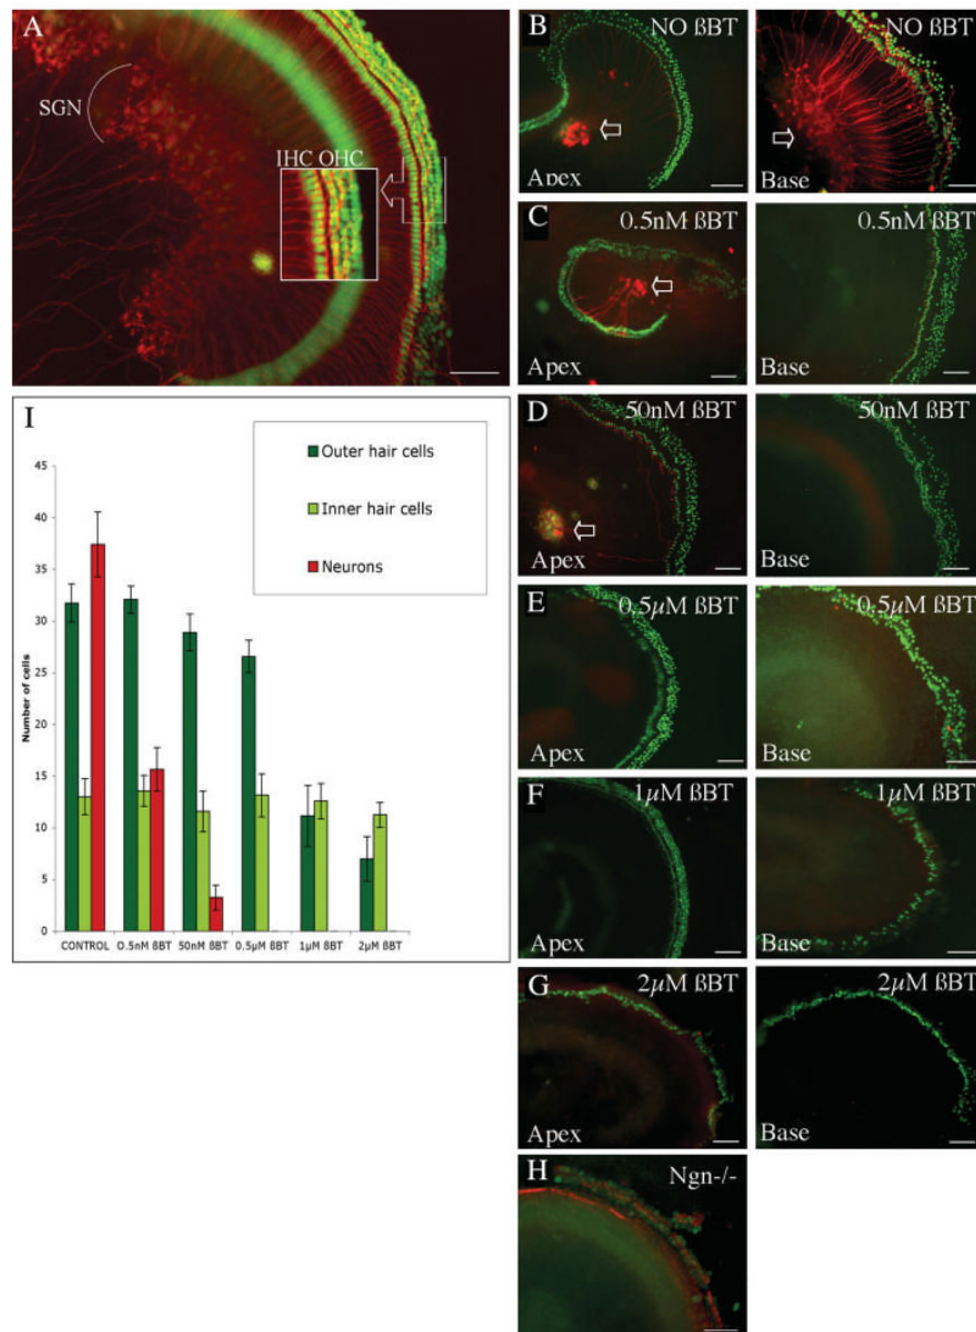 A
SGN
IHC OHC
B
NO ßBT
Apex
NO ßBT
Base
C
0.5nM ßBT
Apex
0.5nM ßBT
Base
D
50nM ßBT
Apex
50nM ßBT
Base
E
0.5µM ßBT
Apex
0.5µM ßBT
Base
F
1µM ßBT
Apex
1µM ßBT
Base
G
2µM ßBT
Apex
2µM ßBT
Base
H
Ngn-/-
I
Outer hair cells
Inner hair cells
Neurons
Number of cells
45
40
35
30
25
20
15
10
5
0
CONTROL O.5nM ßBT 50nM ßBT 0.5µM ßBT 1µM ßBT 2µM ßBT